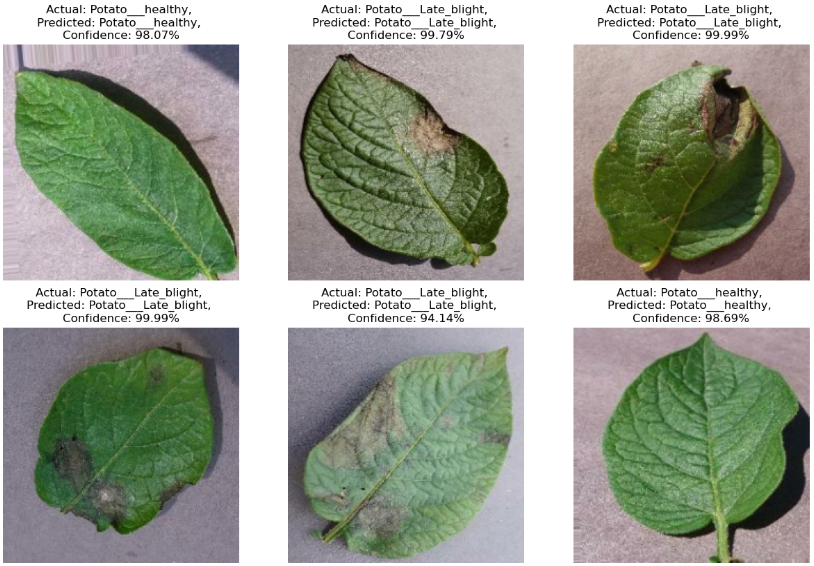 Actual: Potato___healthy,
Predicted: Potato___healthy,
Confidence: 98.07%
Actual: Potato___Late_blight,
Predicted: Potato___Late_blight,
Confidence: 99.79%
Actual: Potato___Late_blight,
Predicted: Potato___Late_blight,
Confidence: 99.99%
Actual: Potato___Late_blight,
Predicted: Potato___Late_blight,
Confidence: 99.99%
Actual: Potato___Late_blight,
Predicted: Potato___Late_blight,
Confidence: 94.14%
Actual: Potato___healthy,
Predicted: Potato___healthy,
Confidence: 98.69%